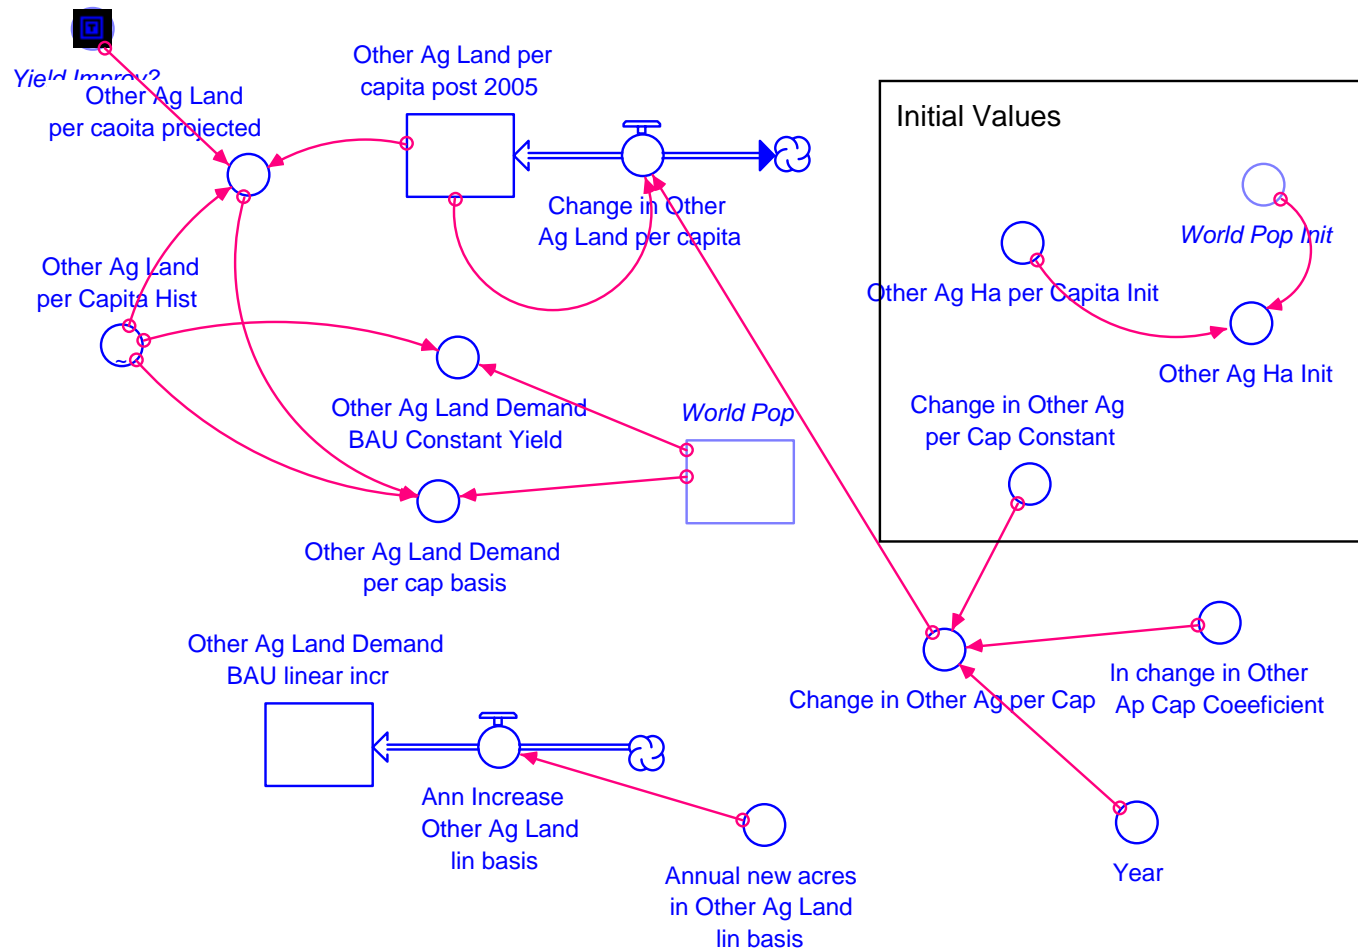 Yield Improv?
Other Ag Land
per caoita projected
Other Ag Land per
capita post 2005
Initial Values
Change in Other
Ag Land per capita
World Pop Init
Other Ag Land
per Capita Hist
Other Ag Ha per Capita Init
~
Other Ag Ha Init
Other Ag Land Demand
BAU Constant Yield
World Pop
Change in Other Ag
per Cap Constant
Other Ag Land Demand
per cap basis
Other Ag Land Demand
BAU linear incr
Change in Other Ag per Cap
In change in Other
Ap Cap Coeeficient
Ann Increase
Other Ag Land
lin basis
Annual new acres
in Other Ag Land
lin basis
Year